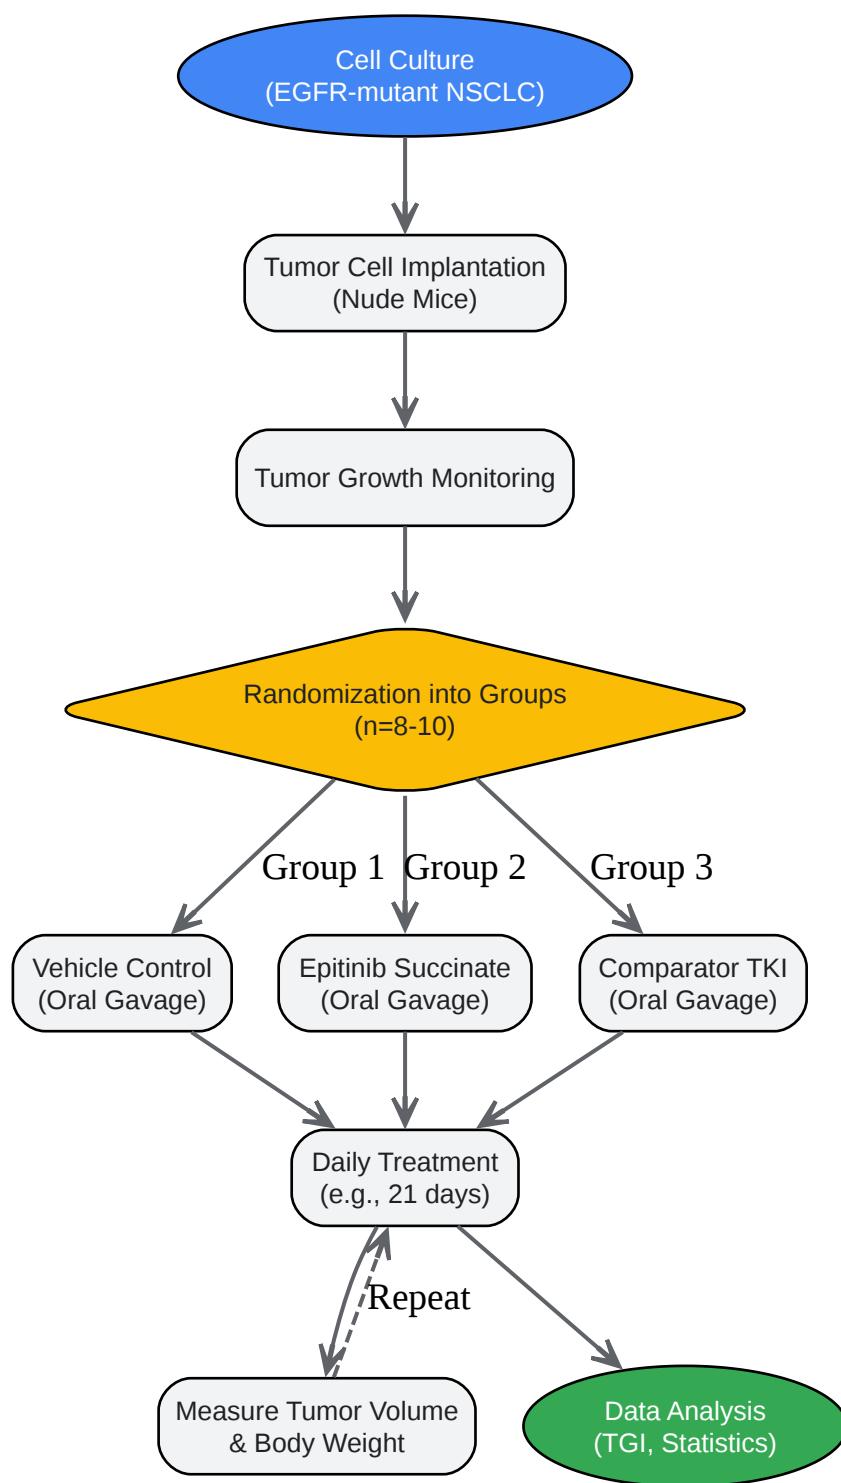 Cell Culture
(EGFR-mutant NSCLC)
Tumor Cell Implantation
(Nude Mice)
Tumor Growth Monitoring
Randomization into Groups
(n=8-10)
Group 1
Group 2
Group 3
Vehicle Control
(Oral Gavage)
Epitinib Succinate
(Oral Gavage)
Comparator TKI
(Oral Gavage)
Daily Treatment
(e.g., 21 days)
Repeat
Measure Tumor Volume
& Body Weight
Data Analysis
(TGI, Statistics)